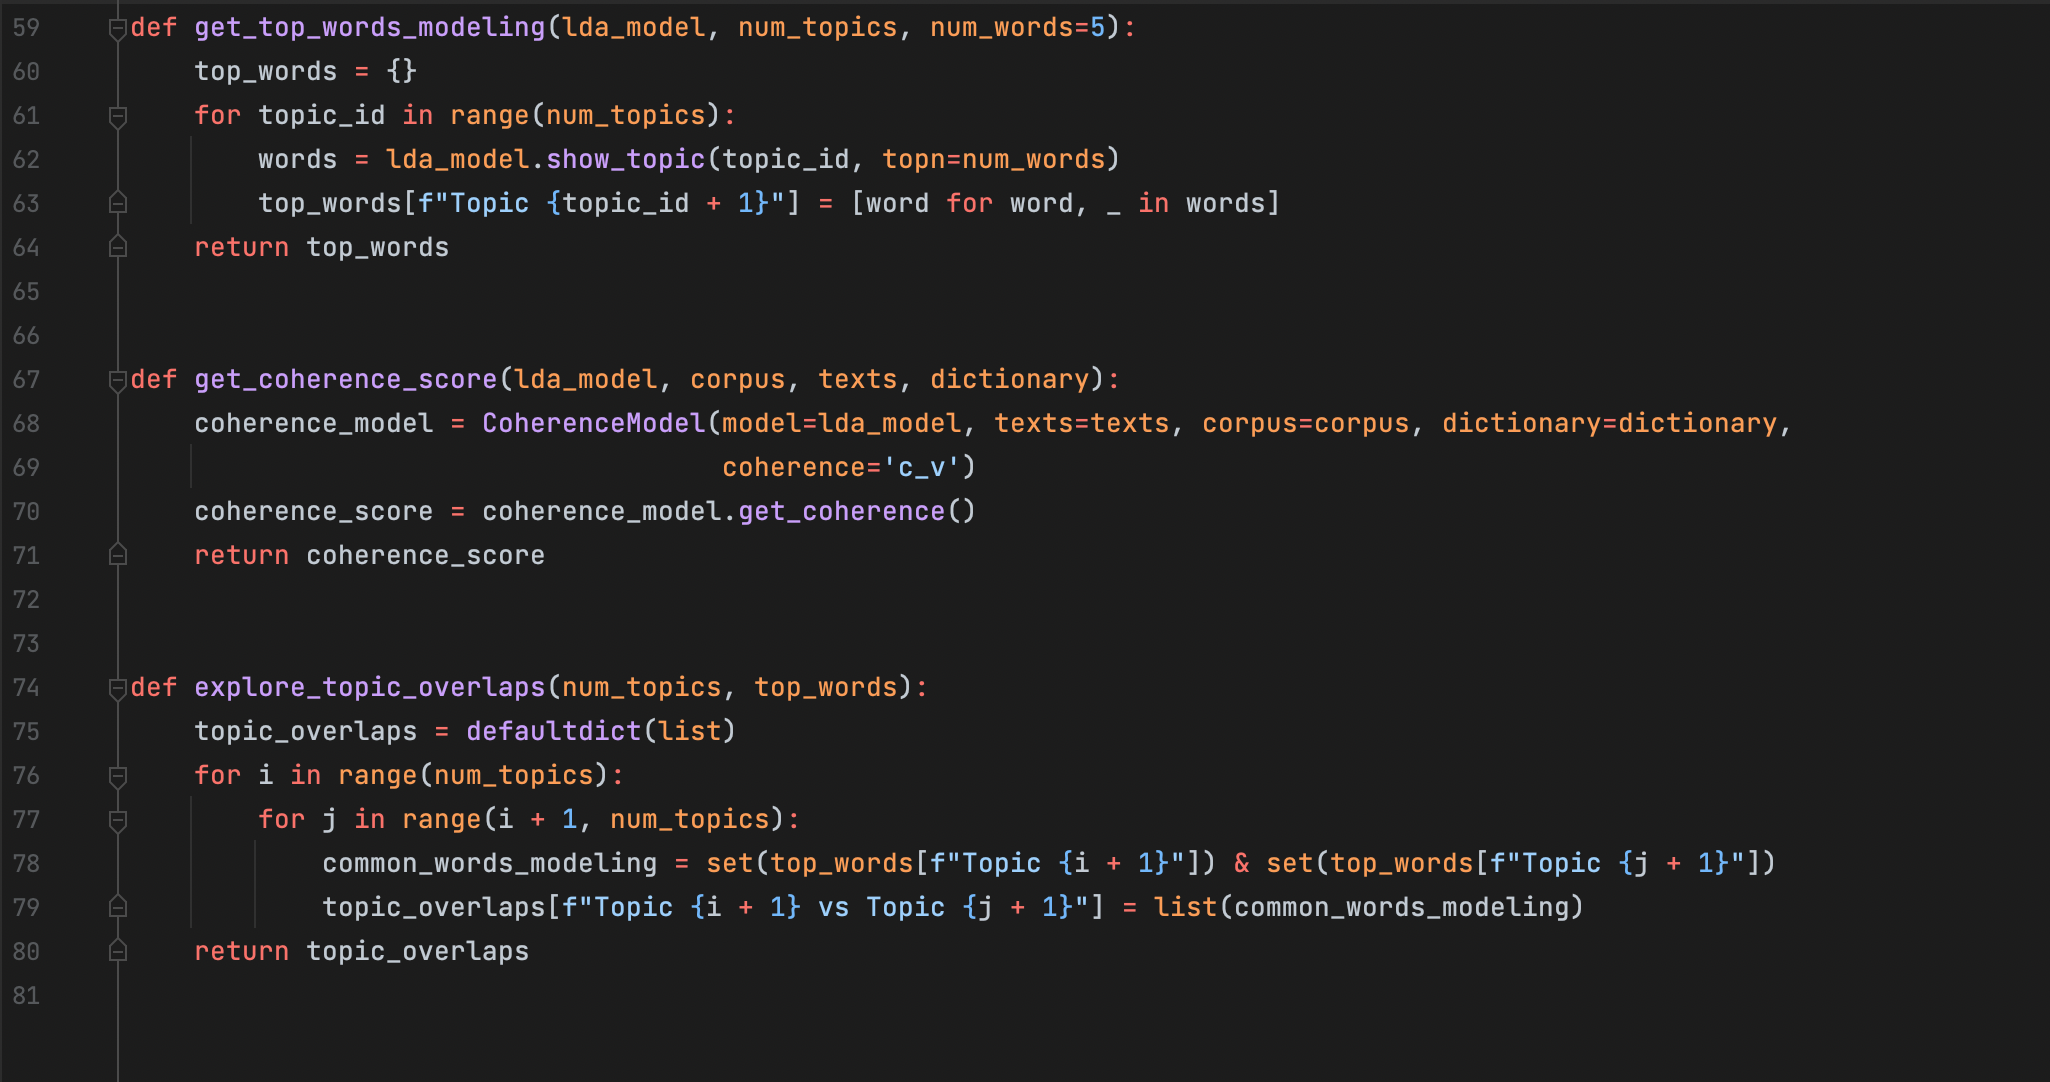 59 def get_top_words_modeling(lda_model, num_topics, num_words=5):
60     top_words = {}
61     for topic_id in range(num_topics):
62         words = lda_model.show_topic(topic_id, topn=num_words)
63         top_words[f"Topic {topic_id + 1}"] = [word for word, _ in words]
64     return top_words
65
66
67 def get_coherence_score(lda_model, corpus, texts, dictionary):
68     coherence_model = CoherenceModel(model=lda_model, texts=texts, corpus=corpus, dictionary=dictionary,
69                                      coherence='c_v')
70     coherence_score = coherence_model.get_coherence()
71     return coherence_score
72
73
74 def explore_topic_overlaps(num_topics, top_words):
75     topic_overlaps = defaultdict(list)
76     for i in range(num_topics):
77         for j in range(i + 1, num_topics):
78             common_words_modeling = set(top_words[f"Topic {i + 1}"]) & set(top_words[f"Topic {j + 1}"])
79             topic_overlaps[f"Topic {i + 1} vs Topic {j + 1}"] = list(common_words_modeling)
80     return topic_overlaps
81